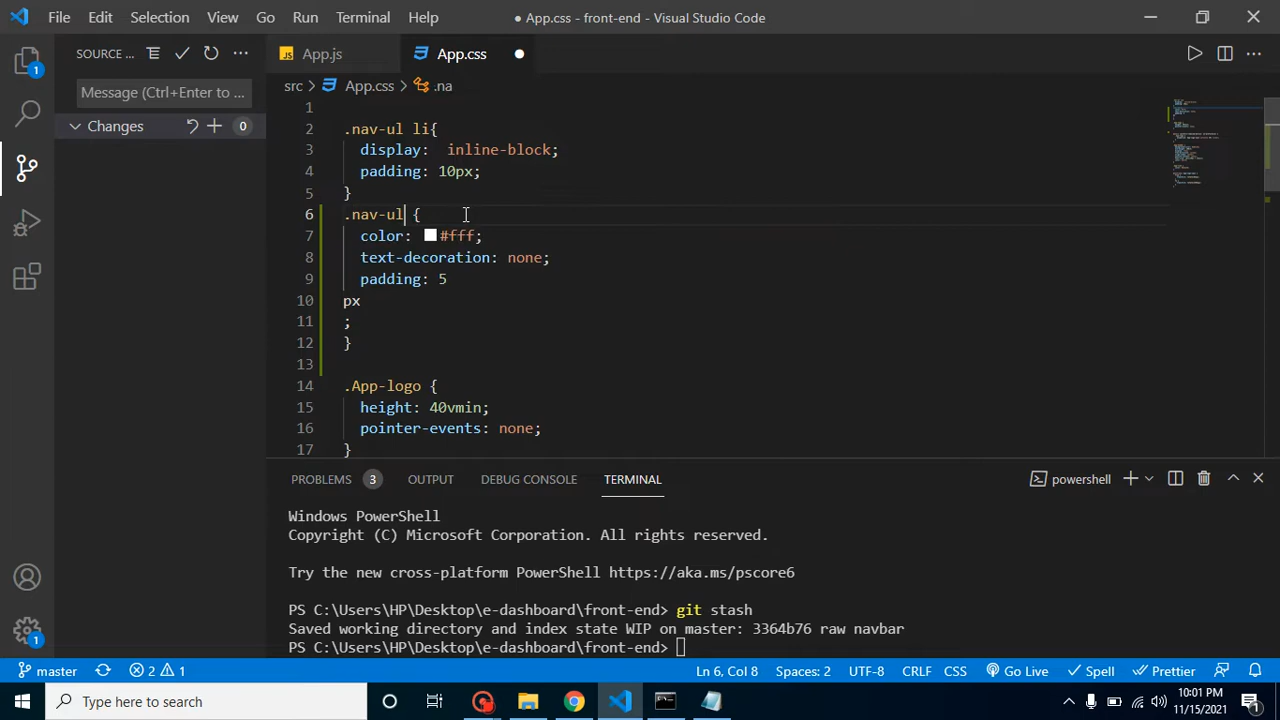 File Edit Selection View Go Run Terminal Help
● App.css - front-end - Visual Studio Code
SOURCE ...
App.js
App.css
Message (Ctrl+Enter to ...
src > App.css > .na
Changes
0
1
1
2 .nav-ul li{
3 display:  inline-block;
4 padding: 10px;
5 }
6 .nav-ul {
7 color: #fff;
8 text-decoration: none;
9 padding: 5
10 px
11 ;
12 }
13
14 .App-logo {
15 height: 40vmin;
16 pointer-events: none;
17 }
PROBLEMS 3 OUTPUT DEBUG CONSOLE TERMINAL
powershell
Windows PowerShell
Copyright (C) Microsoft Corporation. All rights reserved.
Try the new cross-platform PowerShell https://aka.ms/pscore6
PS C:\Users\HP\Desktop\e-dashboard\front-end> git stash
Saved working directory and index state WIP on master: 3364b76 raw navbar
PS C:\Users\HP\Desktop\e-dashboard\front-end>
1
master 2 1 Ln 6, Col 8 Spaces: 2 UTF-8 CRLF CSS Go Live Spell Prettier
Type here to search
10:01 PM
11/15/2021
1